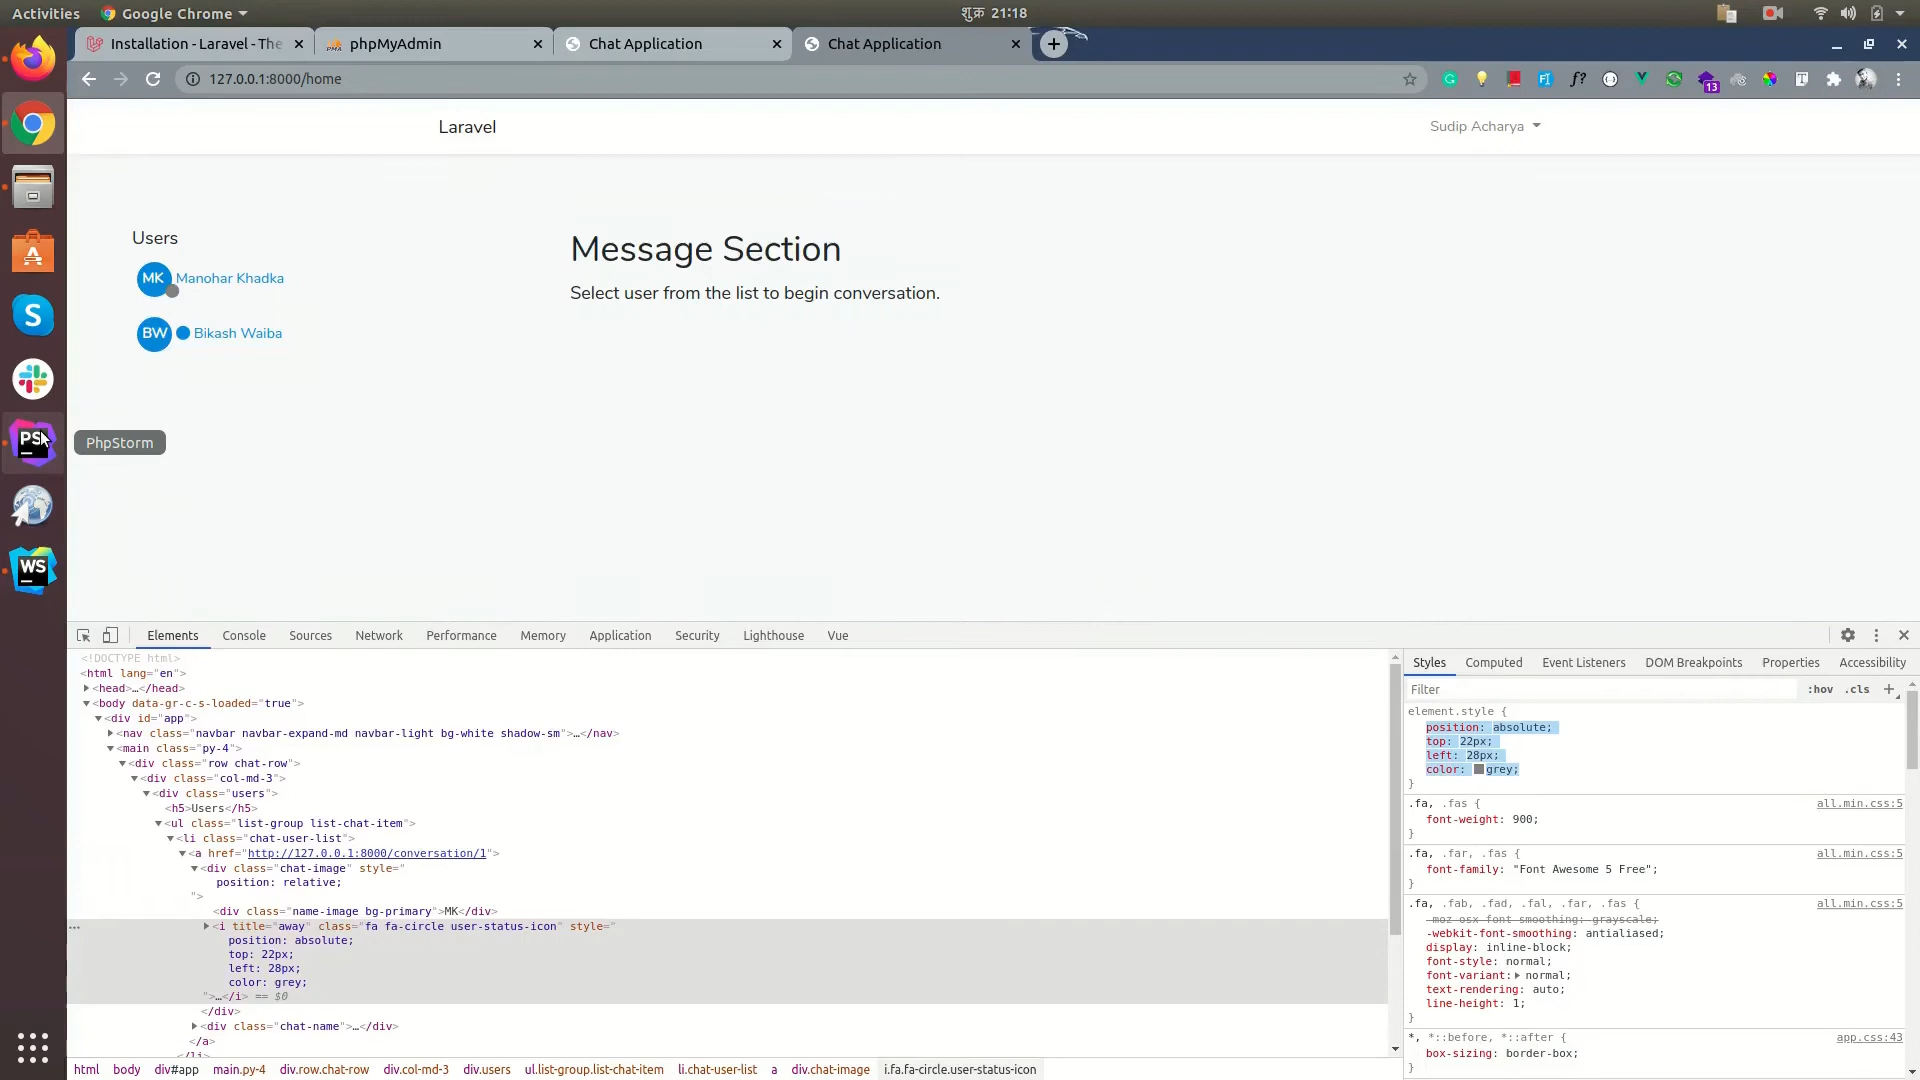 Activities
Google Chrome
शुक्र 21:18
Installation - Laravel - The
phpMyAdmin
Chat Application
Chat Application
127.0.0.1:8000/home
13
Laravel
Sudip Acharya
Users
MK Manohar Khadka
BW Bikash Waiba
Message Section
Select user from the list to begin conversation.
PhpStorm
Elements Console Sources Network Performance Memory Application Security Lighthouse Vue
<!DOCTYPE html>
<html lang="en">
<head>…</head>
<body data-gr-c-s-loaded="true">
<div id="app">
<nav class="navbar navbar-expand-md navbar-light bg-white shadow-sm">…</nav>
<main class="py-4">
<div class="row chat-row">
<div class="col-md-3">
<div class="users">
<h5>Users</h5>
<ul class="list-group list-chat-item">
<li class="chat-user-list">
<a href="http://127.0.0.1:8000/conversation/1">
<div class="chat-image" style="
position: relative;
">
<div class="name-image bg-primary">MK</div>
<i title="away" class="fa fa-circle user-status-icon" style="
position: absolute;
top: 22px;
left: 28px;
color: grey;
">…</i> == $0
</div>
<div class="chat-name">…</div>
</a>
</li>
html body div#app main.py-4 div.row.chat-row div.col-md-3 div.users ul.list-group.list-chat-item li.chat-user-list a div.chat-image i.fa.fa-circle.user-status-icon
Styles Computed Event Listeners DOM Breakpoints Properties Accessibility
Filter :hov .cls +
element.style {
position: absolute;
top: 22px;
left: 28px;
color: grey;
}
.fa, .fas { all.min.css:5
font-weight: 900;
}
.fa, .far, .fas { all.min.css:5
font-family: "Font Awesome 5 Free";
}
.fa, .fab, .fad, .fal, .far, .fas { all.min.css:5
-moz-osx-font-smoothing: grayscale;
-webkit-font-smoothing: antialiased;
display: inline-block;
font-style: normal;
font-variant: normal;
text-rendering: auto;
line-height: 1;
}
*, *::before, *::after { app.css:43
box-sizing: border-box;
}